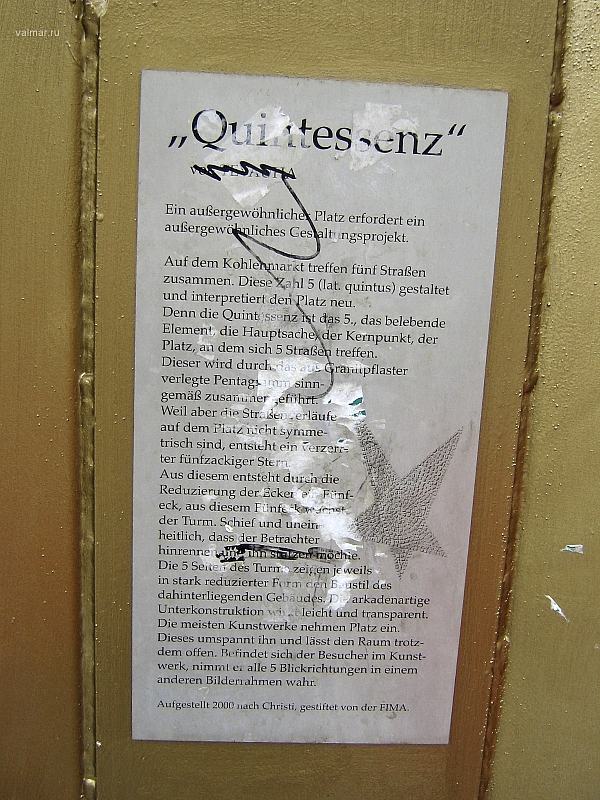 valmar.ru
„Quintessenz“
Ein außergewöhnlicher Platz erfordert ein
außergewöhnliches Gestaltungsprojekt.
Auf dem Kohlenmarkt treffen fünf Straßen
zusammen. Diese Zahl 5 (lat. quintus) gestaltet
und interpretiert den Platz neu.
Denn die Quintessenz ist das 5., das belebende
Element, die Hauptsache, der Kernpunkt, der
Platz, an dem sich 5 Straßen treffen.
Dieser wird durch das aus Granitpflaster
verlegte Pentagramm sinn-
gemäß zusammengeführt.
Weil aber die Straßen
auf dem Platz nicht symme-
trisch sind, entsteht ein verzerr-
ter fünfzackiger Stern.
Aus diesem entsteht durch die
Reduzierung der Ecken ein Fünf-
eck, aus diesem Fünfeck wächst
der Turm. Schief und unein-
heitlich, dass der Betrachter
ihn stützen möchte.
Die 5 Seiten des Turms zeigen jeweils
in stark reduzierter Form den Baustil des
dahinterliegenden Gebäudes. Die arkadenartige
Unterkonstruktion wirkt leicht und transparent.
Die meisten Kunstwerke nehmen Platz ein.
Dieses umspannt ihn und lässt den Raum trotz-
dem offen. Befindet sich der Besucher im Kunst-
werk, nimmt er alle 5 Blickrichtungen in einem
anderen Bilderrahmen wahr.
Aufgestellt 2000 nach Christi, gestiftet von der FIMA.